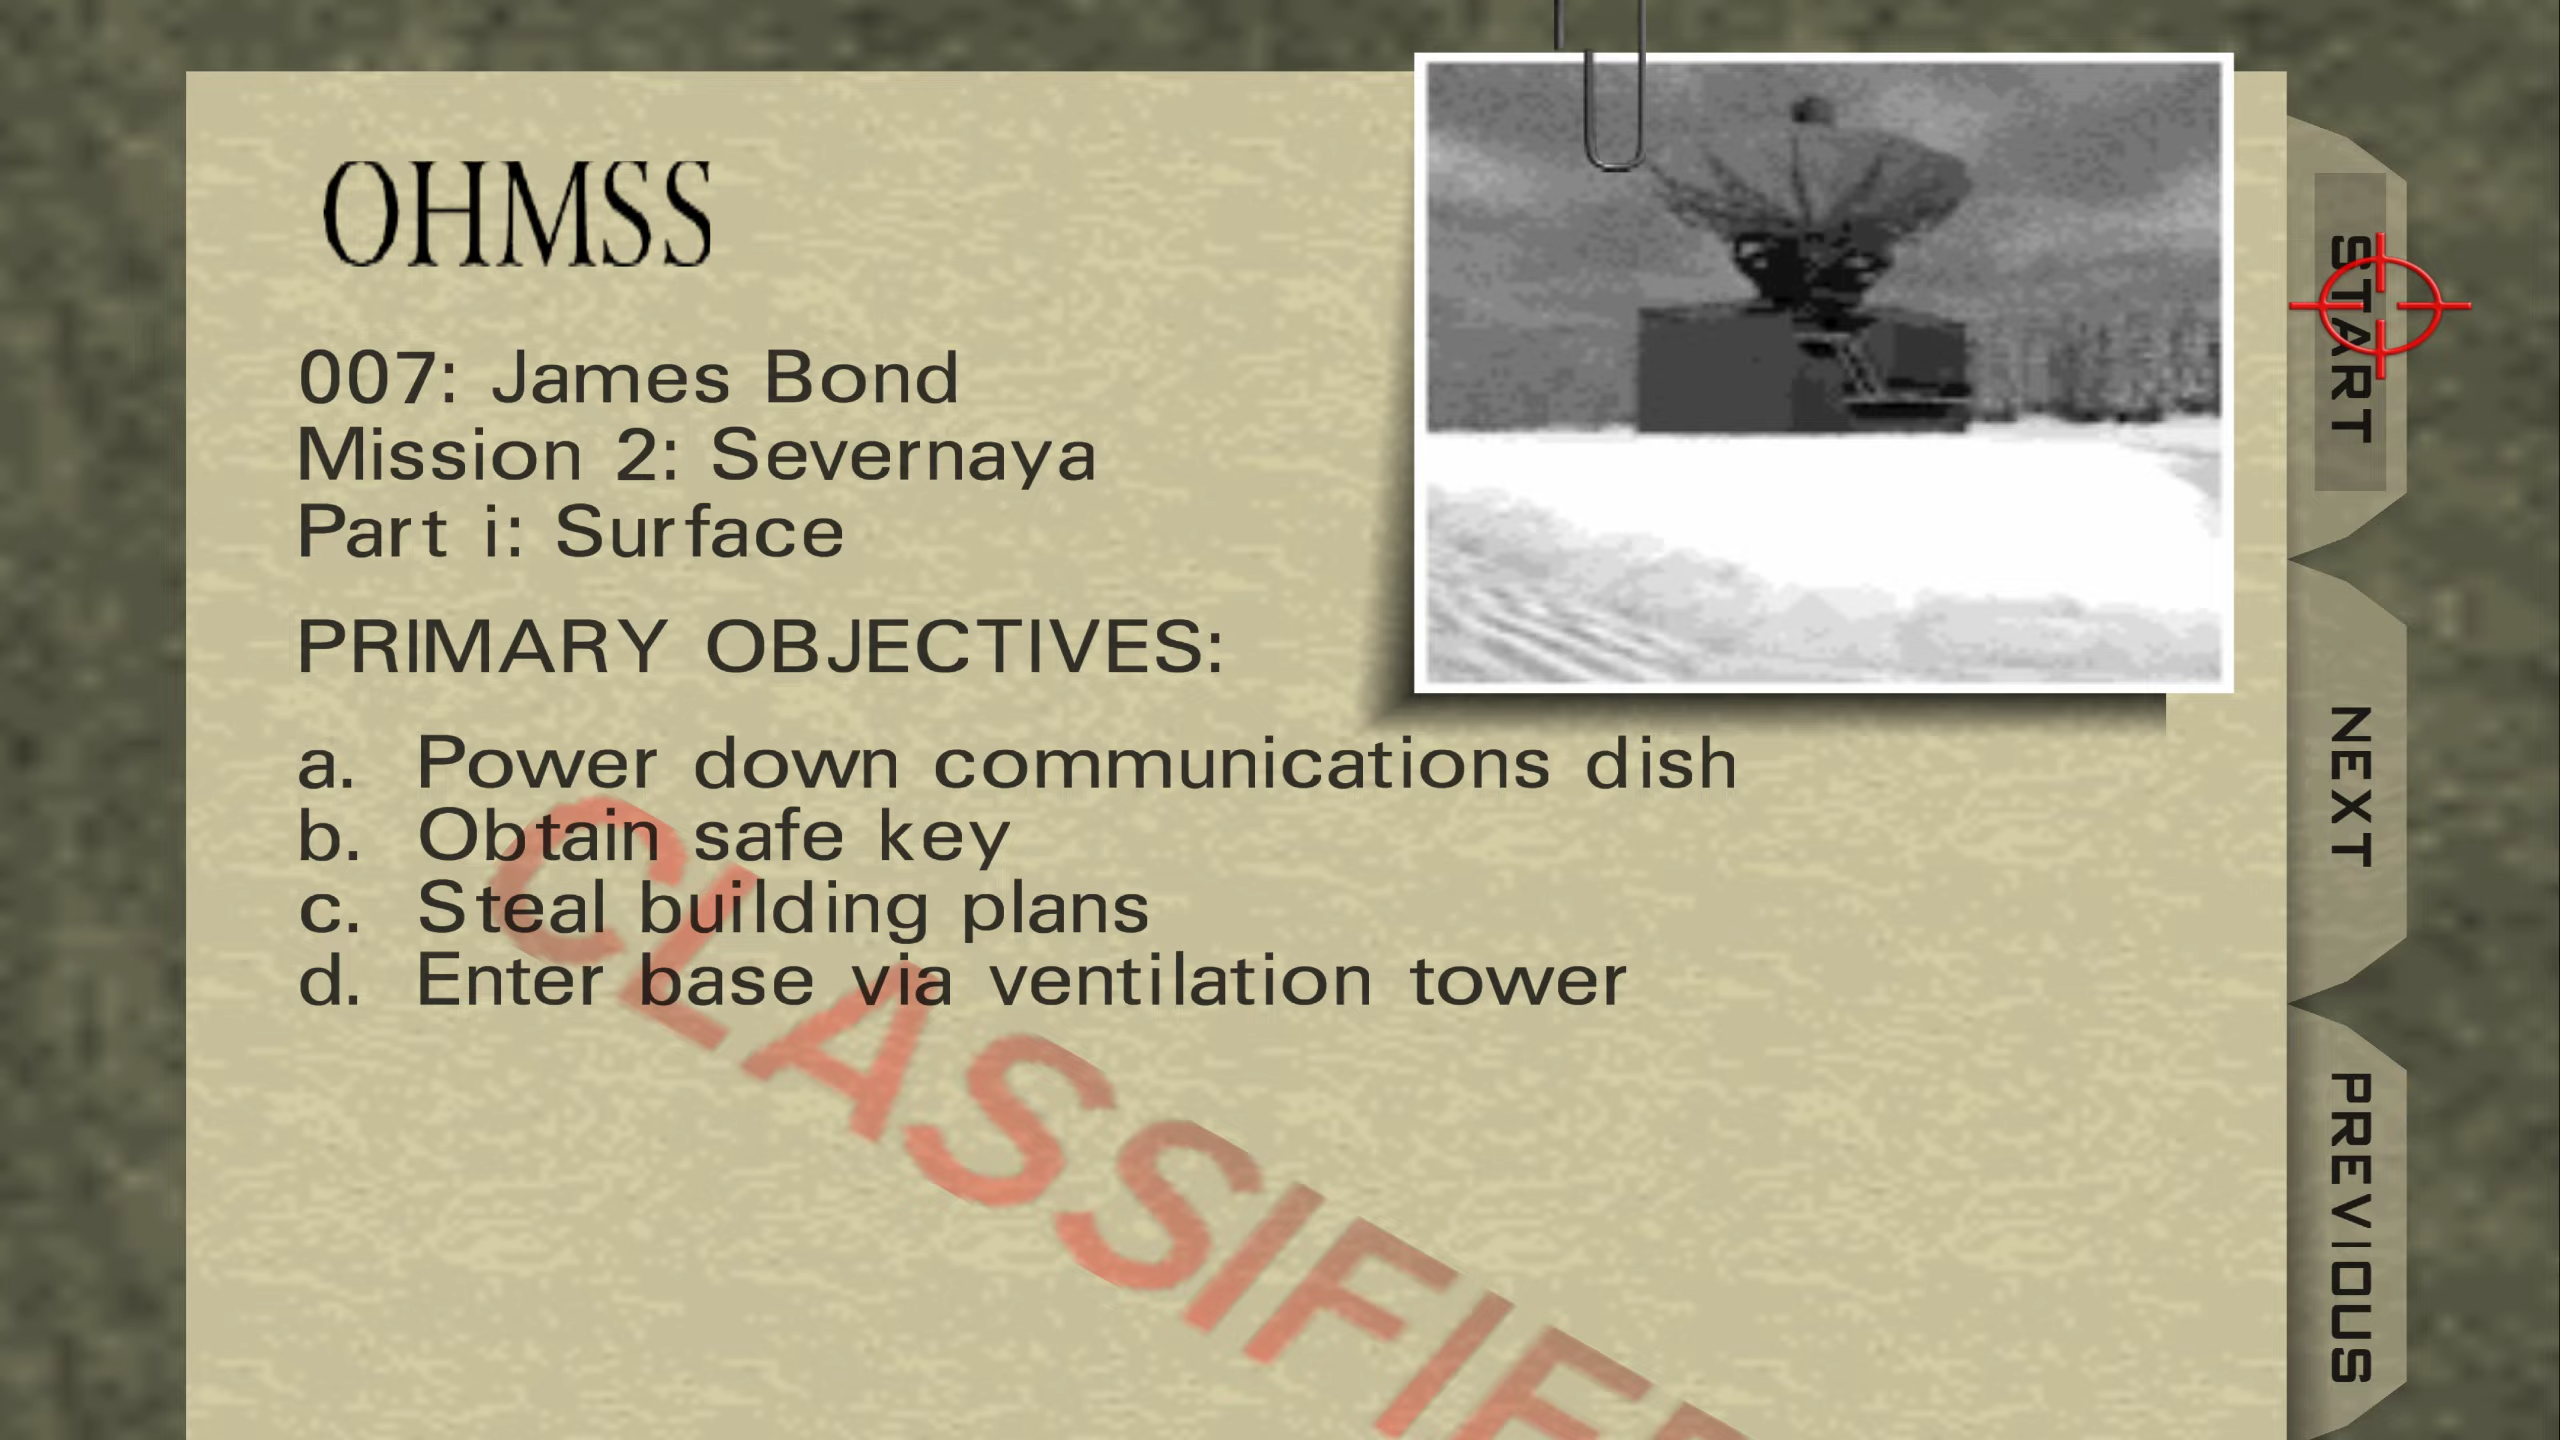 OHMSS
007: James Bond
Mission 2: Severnaya
Part i: Surface
PRIMARY OBJECTIVES:
a. Power down communications dish
b. Obtain safe key
c. Steal building plans
d. Enter base via ventilation tower
CLASSIFIE
START
NEXT
PREVIOUS